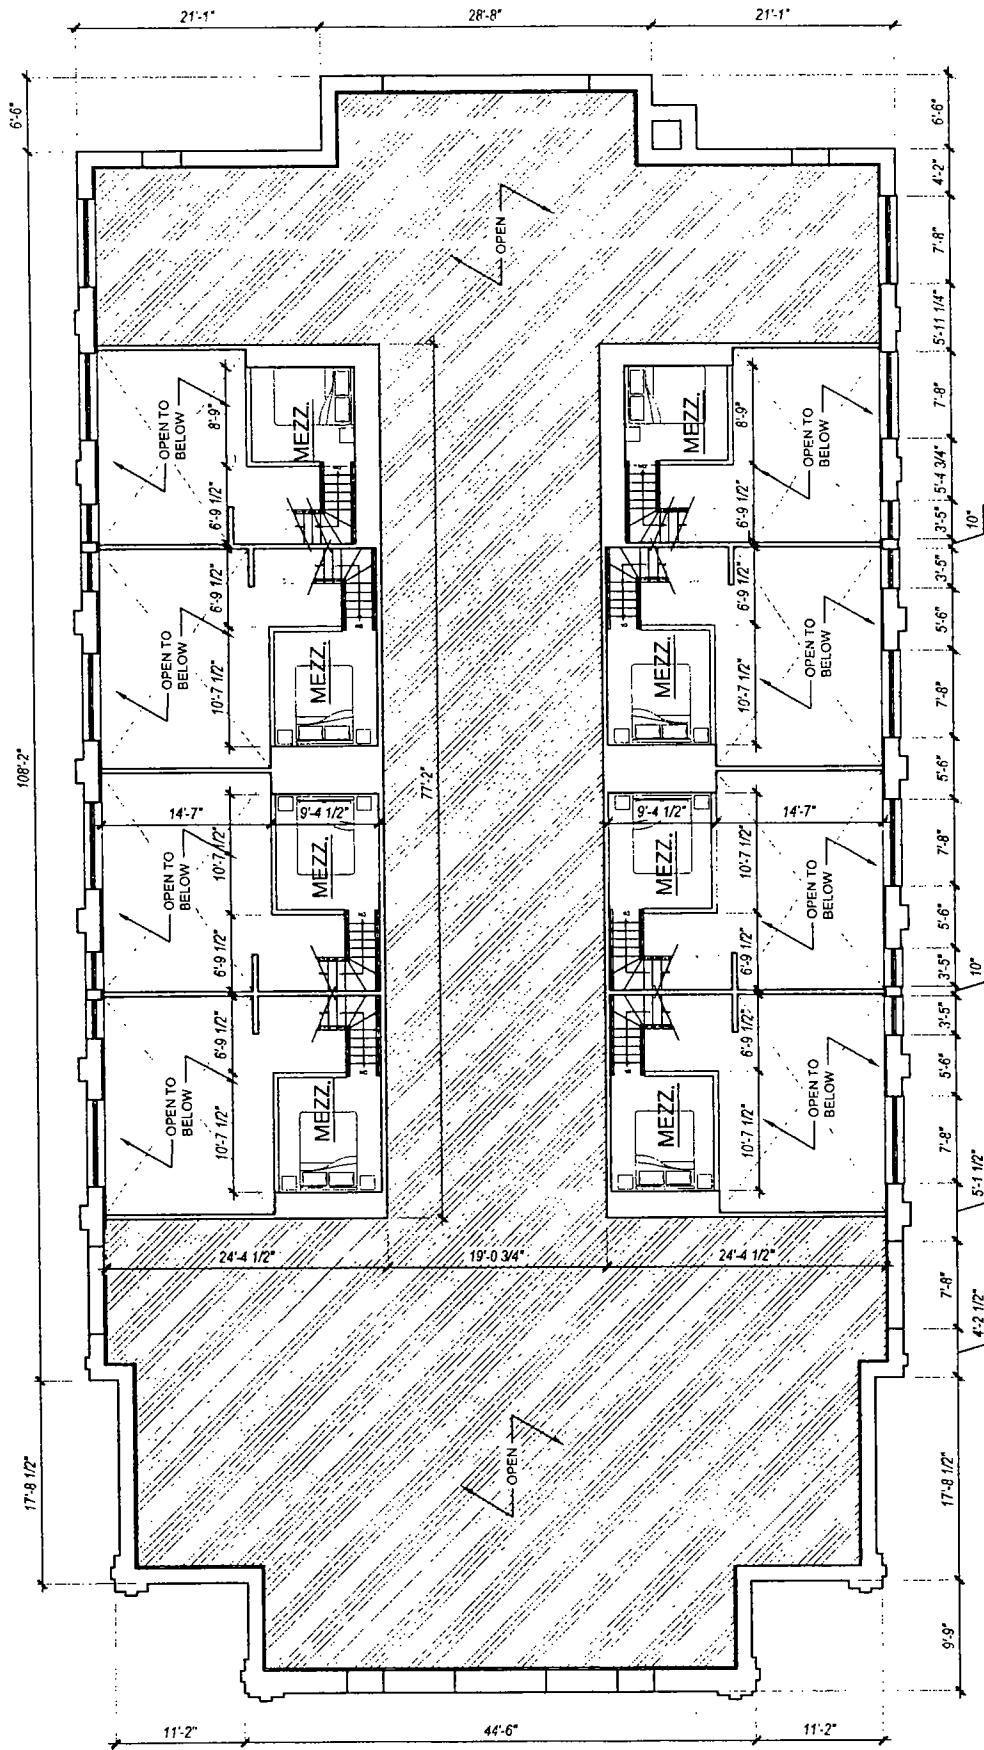 21'-1"
28'-8"
21'-1"
6'-6"
6'-6"
4'-2"
7'-8"
5'-11 1/4"
7'-8"
5'-4 3/4"
3'-5"
10"
3'-5"
5'-6"
7'-8"
5'-6"
7'-8"
5'-6"
3'-5"
10"
3'-5"
5'-6"
7'-8"
5'-1 1/2"
7'-8"
4'-2 1/2"
17'-8 1/2"
9'-9"
108'-2"
17'-8 1/2"
OPEN
OPEN TO
BELOW
8'-9"
MEZZ.
6'-9 1/2"
MEZZ.
8'-9"
OPEN TO
BELOW
6'-9 1/2"
OPEN TO
BELOW
6'-9 1/2"
10'-7 1/2"
MEZZ.
MEZZ.
6'-9 1/2"
10'-7 1/2"
OPEN TO
BELOW
77'-2"
14'-7"
9'-4 1/2"
9'-4 1/2"
14'-7"
OPEN TO
BELOW
10'-7 1/2"
6'-9 1/2"
MEZZ.
MEZZ.
10'-7 1/2"
6'-9 1/2"
OPEN TO
BELOW
OPEN TO
BELOW
6'-9 1/2"
10'-7 1/2"
MEZZ.
MEZZ.
6'-9 1/2"
10'-7 1/2"
OPEN TO
BELOW
24'-4 1/2"
19'-0 3/4"
24'-4 1/2"
OPEN
11'-2"
44'-6"
11'-2"